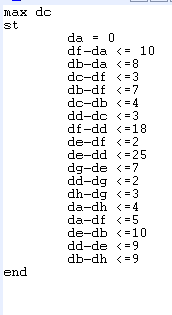 max dc
st
da = 0
df-da <= 10
db-da <=8
dc-df <=3
db-df <=7
dc-db <=4
dd-dc <=3
df-dd <=18
de-df <=2
de-dd <=25
dg-de <=7
dd-dg <=2
dh-dg <=3
da-dh <=4
da-df <=5
de-db <=10
dd-de <=9
db-dh <=9
end